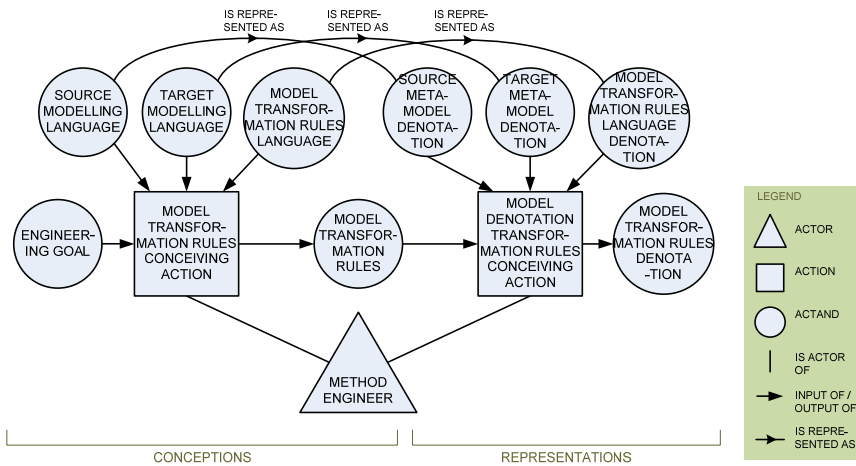 IS REPRE-
SENTED AS
IS REPRE-
SENTED AS
IS REPRE-
SENTED AS
SOURCE
MODELLING
LANGUAGE
TARGET
MODELLING
LANGUAGE
MODEL
TRANSFOR-
MATION RULES
LANGUAGE
SOURCE
META-
MODEL
DENOTA-
TION
TARGET
META-
MODEL
DENOTA-
TION
MODEL
TRANSFOR-
MATION RULES
LANGUAGE
DENOTA-
TION
ENGINEER-
ING GOAL
MODEL
TRANSFOR-
MATION RULES
CONCEIVING
ACTION
MODEL
TRANSFOR-
MATION
RULES
MODEL
DENOTATION
TRANSFOR-
MATION RULES
CONCEIVING
ACTION
MODEL
TRANSFOR-
MATION RULES
DENOTA
-TION
METHOD
ENGINEER
CONCEPTIONS
REPRESENTATIONS
LEGEND
ACTOR
ACTION
ACTAND
IS ACTOR
OF
INPUT OF /
OUTPUT OF
IS REPRE-
SENTED AS